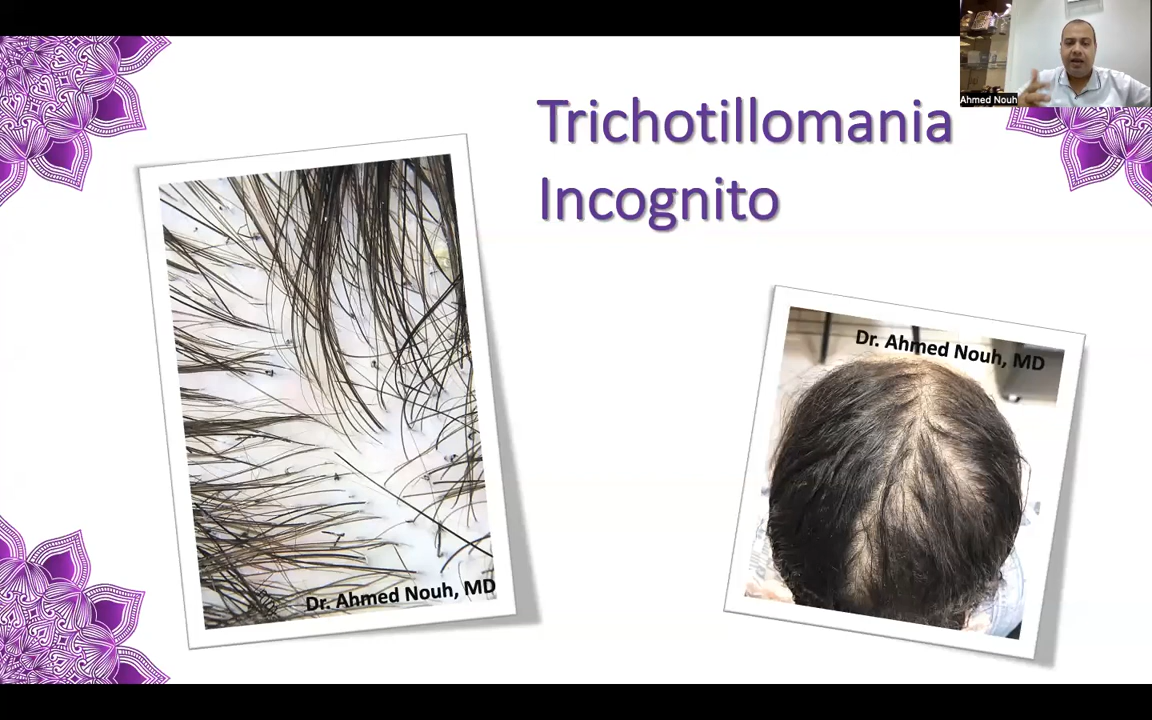 Trichotillomania
Incognito
Ahmed Nouh
Dr. Ahmed Nouh, MD
Dr. Ahmed Nouh, MD